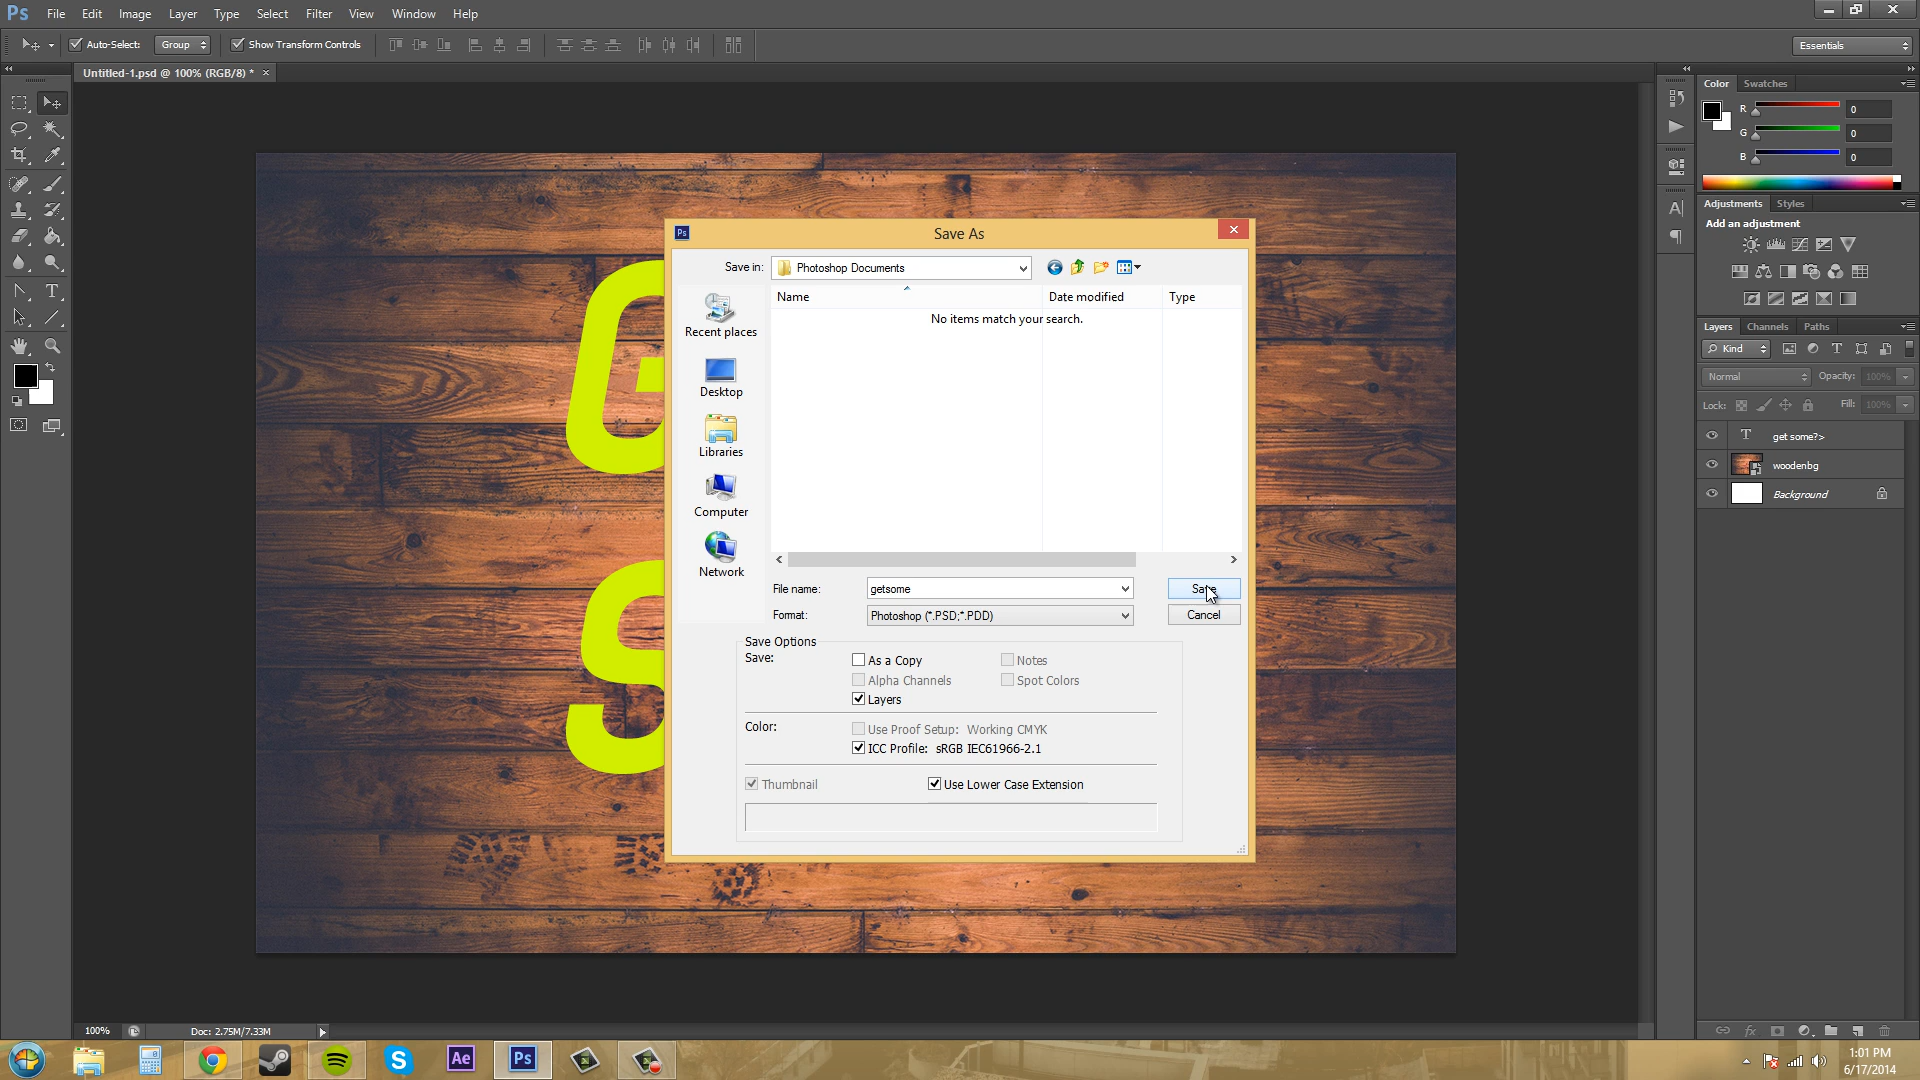 Ps File Edit Image Layer Type Select Filter View Window Help
Auto-Select: Group Show Transform Controls Essentials
Untitled-1.psd @ 100% (RGB/8) * ×
Color Swatches
R 0
G 0
B 0
Adjustments Styles
Add an adjustment
Layers Channels Paths
Kind
Normal Opacity: 100%
Lock: Fill: 100%
T get some?>
woodenbg
Background
G
S
Ps Save As
Save in: Photoshop Documents
Name Date modified Type
No items match your search.
Recent places
Desktop
Libraries
Computer
Network
File name: getsome Save
Format: Photoshop (*.PSD;*.PDD) Cancel
Save Options
Save: As a Copy Notes
Alpha Channels Spot Colors
Layers
Color: Use Proof Setup: Working CMYK
ICC Profile: sRGB IEC61966-2.1
Thumbnail Use Lower Case Extension
100% Doc: 2.75M/7.33M
Ae Ps
1:01 PM
6/17/2014